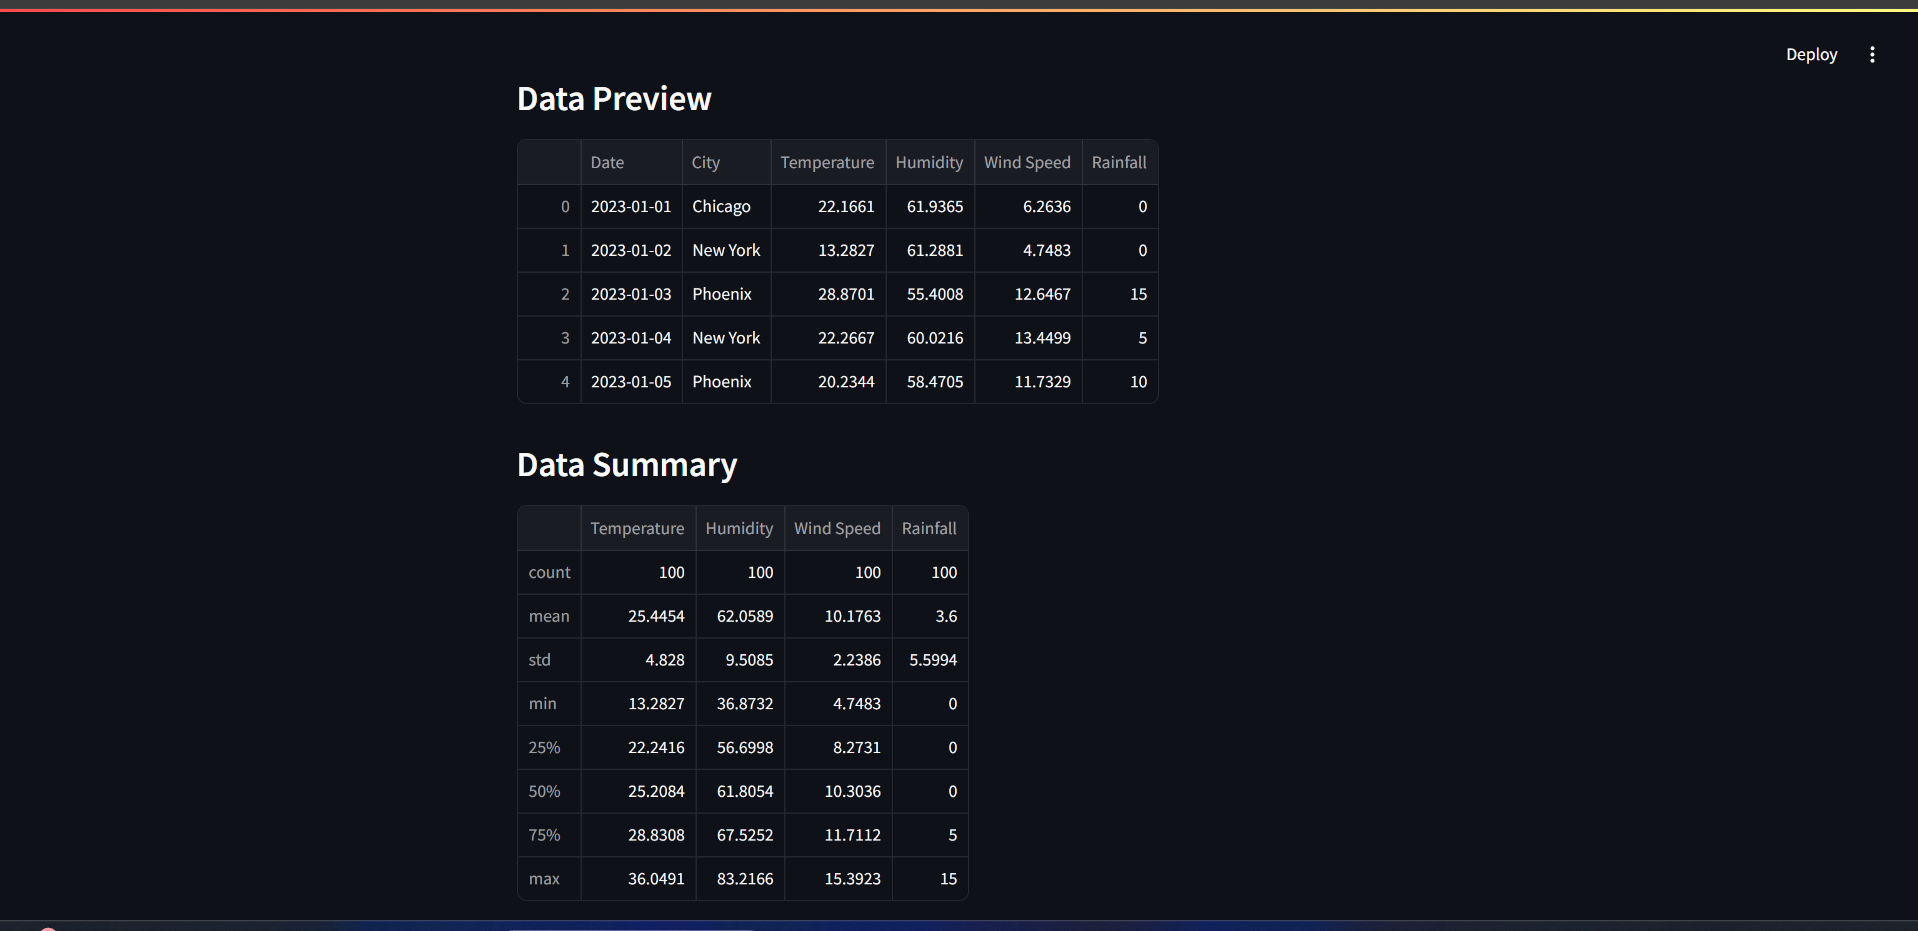 Deploy
Data Preview
Date City Temperature Humidity Wind Speed Rainfall
0 2023-01-01 Chicago 22.1661 61.9365 6.2636 0
1 2023-01-02 New York 13.2827 61.2881 4.7483 0
2 2023-01-03 Phoenix 28.8701 55.4008 12.6467 15
3 2023-01-04 New York 22.2667 60.0216 13.4499 5
4 2023-01-05 Phoenix 20.2344 58.4705 11.7329 10
Data Summary
Temperature Humidity Wind Speed Rainfall
count 100 100 100 100
mean 25.4454 62.0589 10.1763 3.6
std 4.828 9.5085 2.2386 5.5994
min 13.2827 36.8732 4.7483 0
25% 22.2416 56.6998 8.2731 0
50% 25.2084 61.8054 10.3036 0
75% 28.8308 67.5252 11.7112 5
max 36.0491 83.2166 15.3923 15